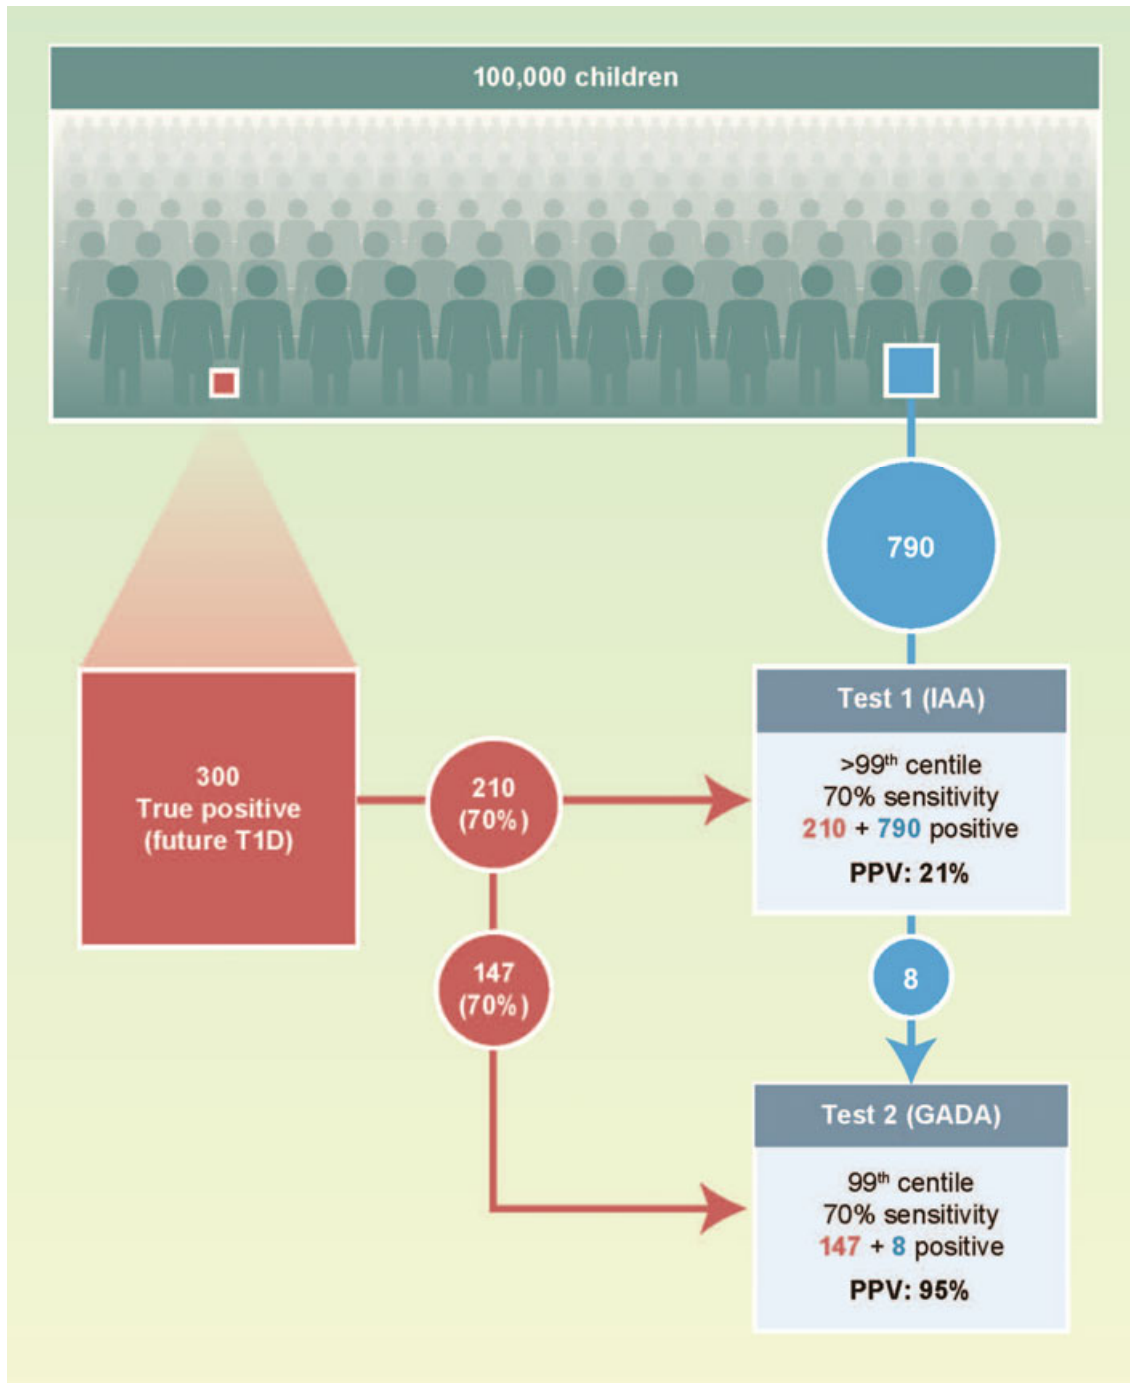 100,000 children
790
300
True positive
(future T1D)
210
(70%)
Test 1 (IAA)
>99th centile
70% sensitivity
210 + 790 positive
PPV: 21%
147
(70%)
8
Test 2 (GADA)
99th centile
70% sensitivity
147 + 8 positive
PPV: 95%